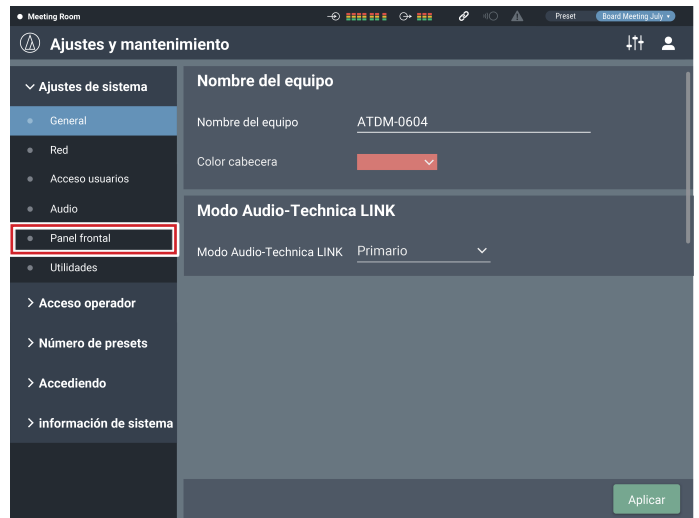 Meeting Room
Preset
Board Meeting July
Ajustes y mantenimiento
Ajustes de sistema
General
Red
Acceso usuarios
Audio
Panel frontal
Utilidades
Acceso operador
Número de presets
Accediendo
información de sistema
Nombre del equipo
Nombre del equipo ATDM-0604
Color cabecera
Modo Audio-Technica LINK
Modo Audio-Technica LINK Primario
Aplicar